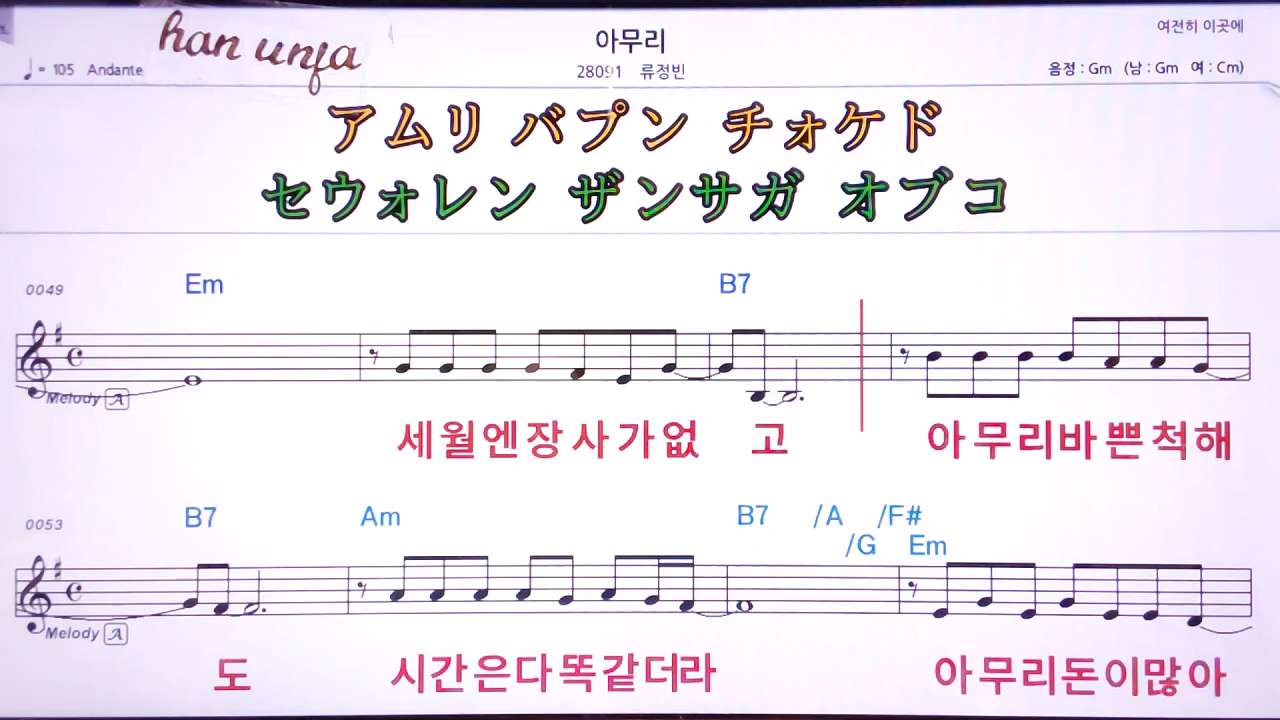 han unja
아무리
여전히 이곳에
♩= 105 Andante
28091 류정빈
음정 : Gm (남 : Gm 여 : Cm)
アムリ バプン チォケド
セウォレン ザンサガ オブコ
0049 Em B7
Melody A
세월엔장사가없 고 아무리바쁜척해
0053 B7 Am B7 /A /F#
/G Em
Melody A
도 시간은다똑같더라 아무리돈이많아